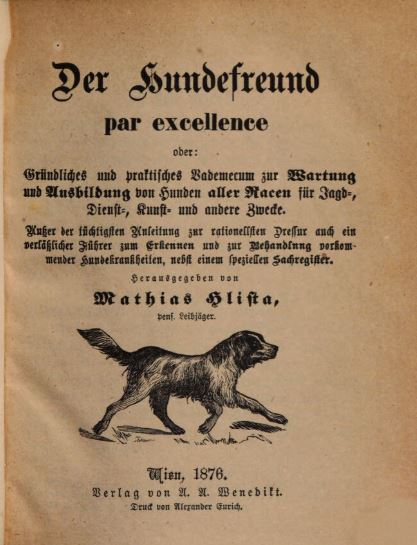 Der Hundefreund
par excellence
oder:
Gründliches und praktisches Vademecum zur Wartung
und Ausbildung von Hunden aller Racen für Jagd-,
Dienst-, Kunst- und andere Zwecke.
Außer der tüchtigsten Anleitung zur rationellsten Dressur auch ein
verläßlicher Führer zum Erkennen und zur Behandlung vorkom-
mender Hundekrankheiten, nebst einem speziellen Sachregister.
Herausgegeben von
Mathias Hlista,
pens. Leibjäger.
Wien, 1876.
Verlag von A. A. Wenedikt.
Druck von Alexander Eurich.